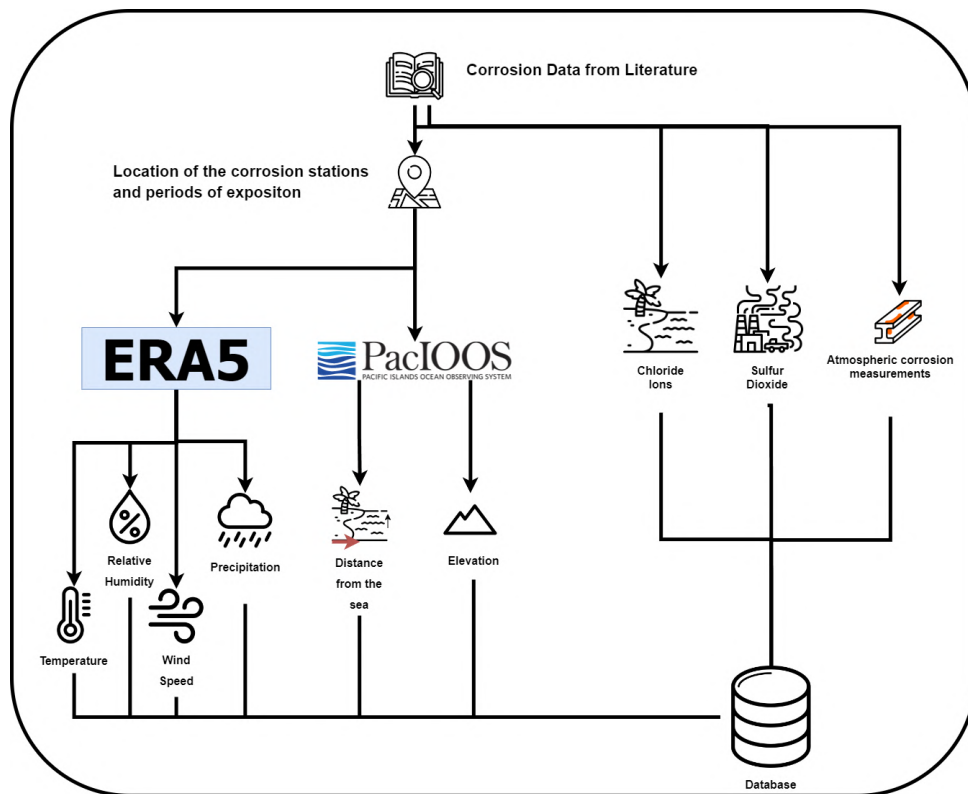 Corrosion Data from Literature
Location of the corrosion stations
and periods of expositon
ERA5
PacIOOS
PACIFIC ISLANDS OCEAN OBSERVING SYSTEM
Chloride
Ions
Sulfur
Dioxide
Atmospheric corrosion
measurements
%
Relative
Humidity
Precipitation
Distance
from the
sea
Elevation
Temperature
Wind
Speed
Database